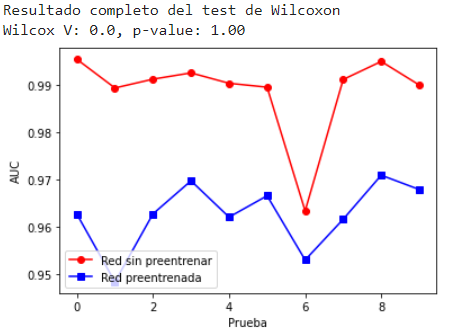 Resultado completo del test de Wilcoxon
Wilcox V: 0.0, p-value: 1.00
0.99
0.98
0.97
0.96
0.95
AUC
Red sin preentrenar
Red preentrenada
0 2 4 6 8
Prueba